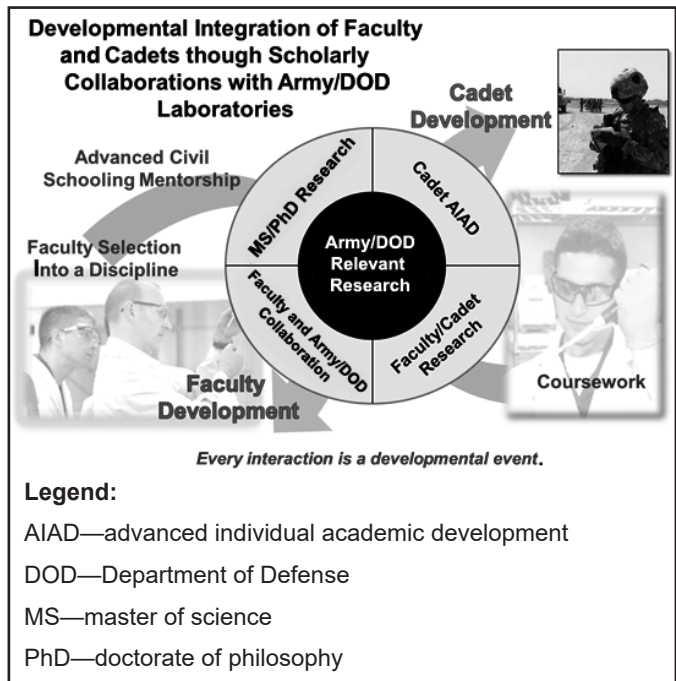 Developmental Integration of Faculty
and Cadets though Scholarly
Collaborations with Army/DOD
Laboratories
Cadet
Development
Advanced Civil
Schooling Mentorship
MS/PhD Research
Cadet AIAD
Faculty Selection
Into a Discipline
Army/DOD
Relevant
Research
Faculty and Army/DOD
Collaboration
Faculty/Cadet
Research
Coursework
Faculty
Development
Every interaction is a developmental event.
Legend:
AIAD—advanced individual academic development
DOD—Department of Defense
MS—master of science
PhD—doctorate of philosophy